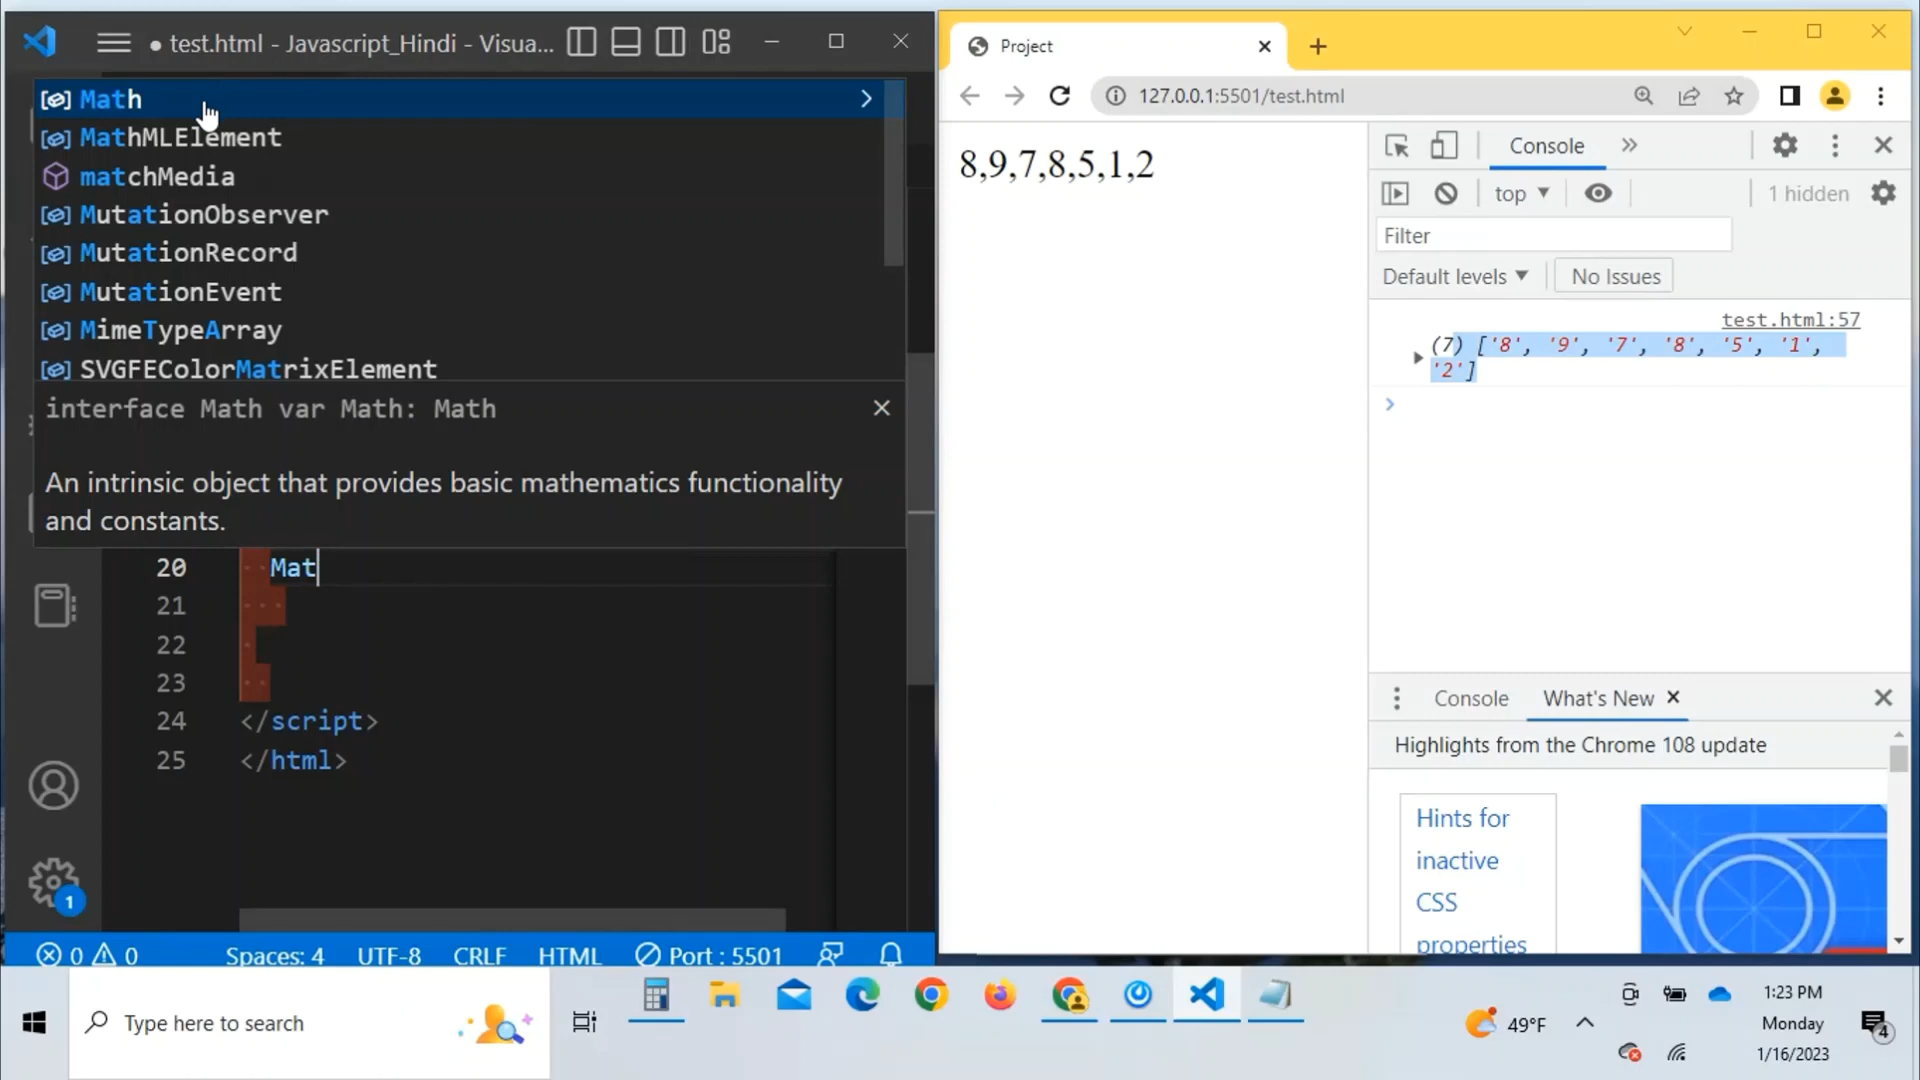 ● test.html - Javascript_Hindi - Visua...
Math
MathMLElement
matchMedia
MutationObserver
MutationRecord
MutationEvent
MimeTypeArray
SVGFEColorMatrixElement
interface Math var Math: Math
An intrinsic object that provides basic mathematics functionality
and constants.
20 Mat
21
22
23
24 </script>
25 </html>
1
0 0 Spaces: 4 UTF-8 CRLF HTML Port : 5501
Project
127.0.0.1:5501/test.html
8,9,7,8,5,1,2
Console
top 1 hidden
Filter
Default levels No Issues
test.html:57
(7) ['8', '9', '7', '8', '5', '1',
'2']
Console What's New
Highlights from the Chrome 108 update
Hints for
inactive
CSS
properties
Type here to search
49°F
1:23 PM
Monday
1/16/2023
4